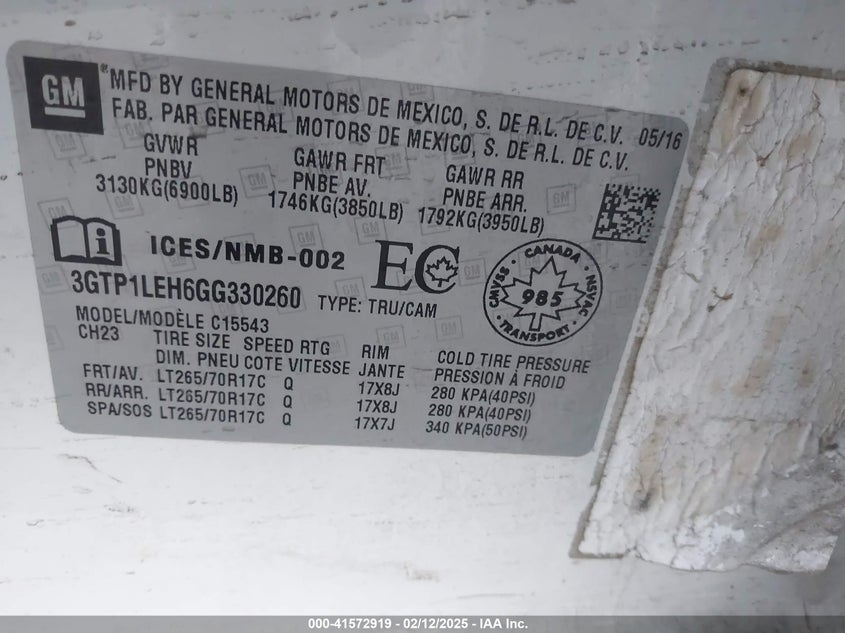 GM
®MFD BY GENERAL MOTORS DE MEXICO, S. DE R.L. DE C.V. 05/16
FAB. PAR GENERAL MOTORS DE MEXICO, S. DE R.L. DE C.V.
GVWR GAWR FRT GAWR RR
PNBV PNBE AV. PNBE ARR.
3130KG(6900LB) 1746KG(3850LB) 1792KG(3950LB)
ICES/NMB-002 EC
CANADA
CMVSS 985 NSVAC
TRANSPORT
3GTP1LEH6GG330260 TYPE: TRU/CAM
MODEL/MODÈLE C15543
CH23 TIRE SIZE SPEED RTG RIM COLD TIRE PRESSURE
DIM. PNEU COTE VITESSE JANTE PRESSION À FROID
FRT/AV. LT265/70R17C Q 17X8J 280 KPA(40PSI)
RR/ARR. LT265/70R17C Q 17X8J 280 KPA(40PSI)
SPA/SOS LT265/70R17C Q 17X7J 340 KPA(50PSI)
000-41572919 - 02/12/2025 - IAA Inc.